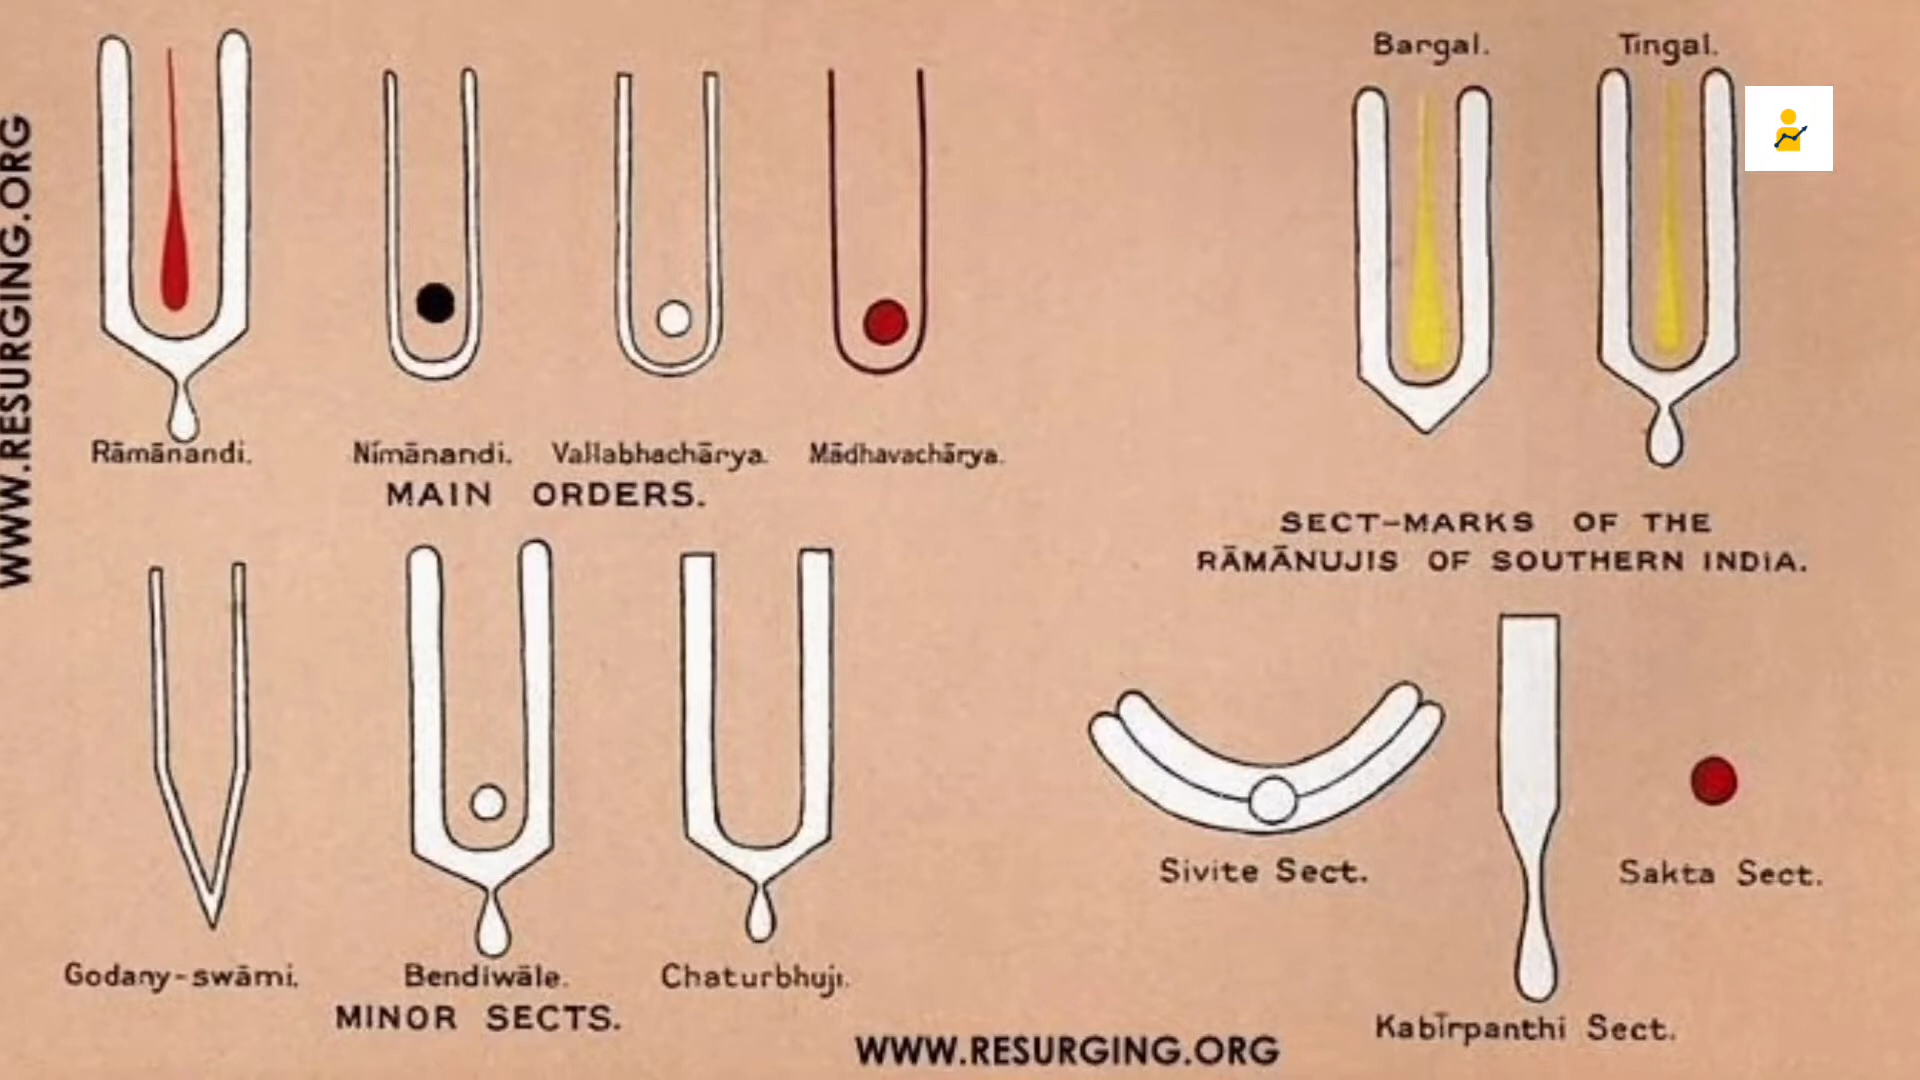 WWW.RESURGING.ORG
Rāmānandi.
Nímānandi.
Vallabhachārya.
Mādhavachārya.
MAIN ORDERS.
Bargal.
Tingal.
SECT-MARKS OF THE
RĀMĀNUJIS OF SOUTHERN INDIA.
Godany-swāmi.
Bendiwāle.
Chaturbhuji.
MINOR SECTS.
Sivite Sect.
Sakta Sect.
Kabīrpanthi Sect.
WWW.RESURGING.ORG